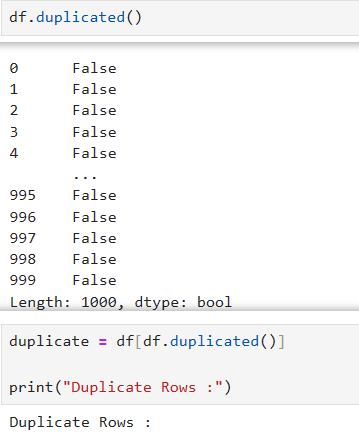 df.duplicated()
0      False
1      False
2      False
3      False
4      False
       ...
995    False
996    False
997    False
998    False
999    False
Length: 1000, dtype: bool
duplicate = df[df.duplicated()]
print("Duplicate Rows :")
Duplicate Rows :